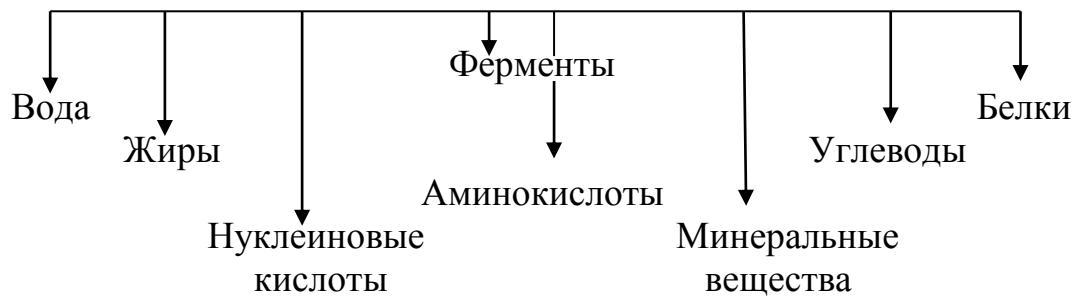 Ферменты
Вода
Белки
Жиры
Углеводы
Аминокислоты
Нуклеиновые
кислоты
Минеральные
вещества